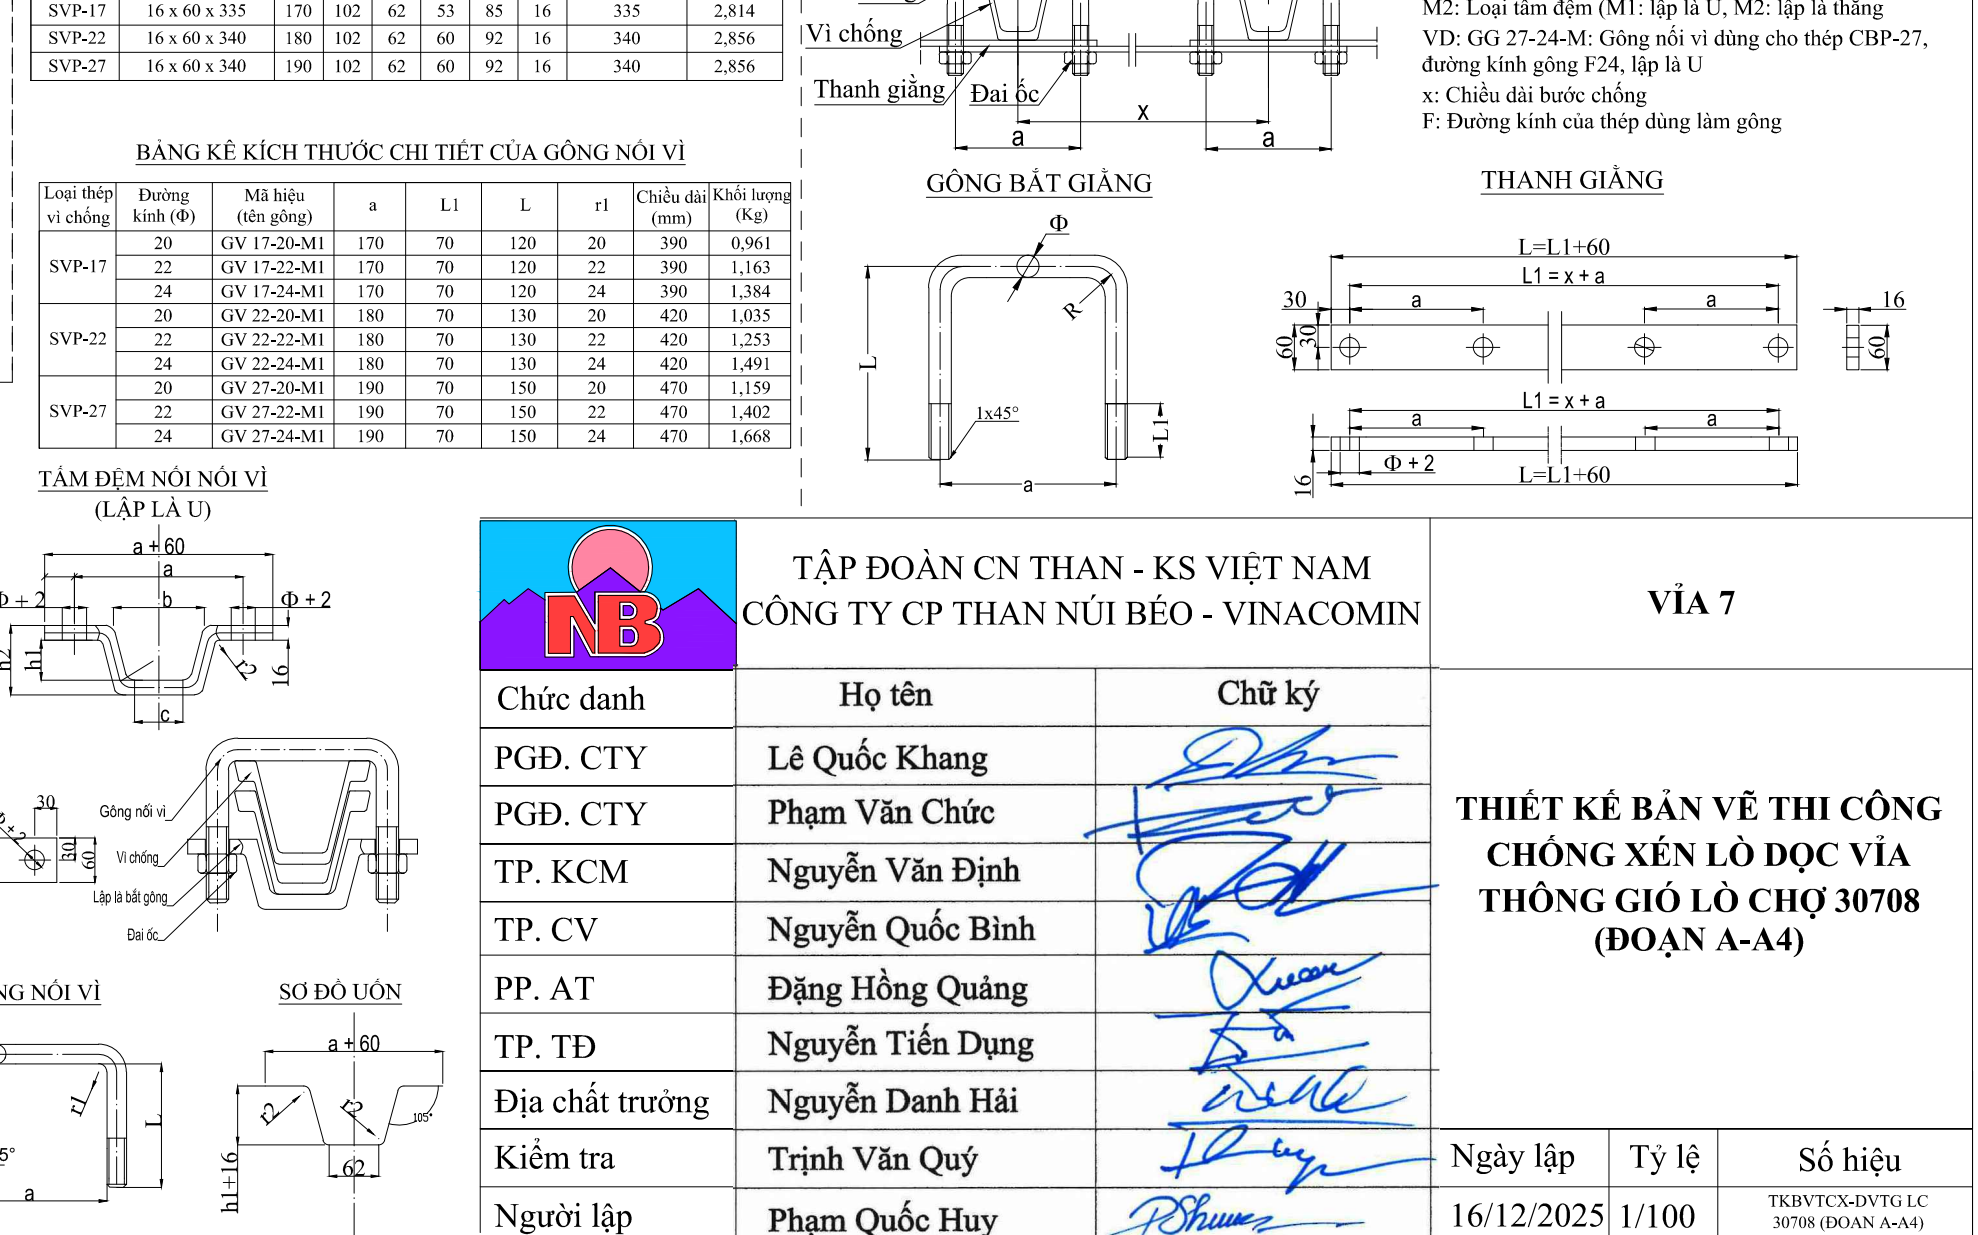 SVP-17 16 x 60 x 335 170 102 62 53 85 16 335 2,814
SVP-22 16 x 60 x 340 180 102 62 60 92 16 340 2,856
SVP-27 16 x 60 x 340 190 102 62 60 92 16 340 2,856
BẢNG KÊ KÍCH THƯỚC CHI TIẾT CỦA GÔNG NỐI VÌ
Loại thép vì chống Đường kính (Φ) Mã hiệu (tên gông) a L1 L r1 Chiều dài (mm) Khối lượng (Kg)
SVP-17
20 GV 17-20-M1 170 70 120 20 390 0,961
22 GV 17-22-M1 170 70 120 22 390 1,163
24 GV 17-24-M1 170 70 120 24 390 1,384
SVP-22
20 GV 22-20-M1 180 70 130 20 420 1,035
22 GV 22-22-M1 180 70 130 22 420 1,253
24 GV 22-24-M1 180 70 130 24 420 1,491
SVP-27
20 GV 27-20-M1 190 70 150 20 470 1,159
22 GV 27-22-M1 190 70 150 22 470 1,402
24 GV 27-24-M1 190 70 150 24 470 1,668
Vì chống
Thanh giằng
Đai ốc
x
a a
M2: Loại tấm đệm (M1: lập là U, M2: lập là thẳng
VD: GG 27-24-M: Gông nối vì dùng cho thép CBP-27,
đường kính gông F24, lập là U
x: Chiều dài bước chống
F: Đường kính của thép dùng làm gông
GÔNG BẮT GIẰNG
Φ
R
L
1x45°
L1
a
THANH GIẰNG
L=L1+60
L1 = x + a
30 a a 16
60 30 60
L1 = x + a
a a
Φ + 2
16
L=L1+60
TẤM ĐỆM NỐI NỐI VÌ
(LẬP LÀ U)
a + 60
a
Φ + 2 b Φ + 2
h2 h1 r2 16
c
30
30 60
Gông nối vì
Vì chống
Lập là bắt gông
Đai ốc
NG NỐI VÌ
r1
L
5°
a
SƠ ĐỒ UỐN
a + 60
r2 r2 105°
h1+16
62
NB
TẬP ĐOÀN CN THAN - KS VIỆT NAM
CÔNG TY CP THAN NÚI BÉO - VINACOMIN
VỈA 7
Chức danh Họ tên Chữ ký
PGĐ. CTY Lê Quốc Khang
PGĐ. CTY Phạm Văn Chức
TP. KCM Nguyễn Văn Định
TP. CV Nguyễn Quốc Bình
PP. AT Đặng Hồng Quảng
TP. TĐ Nguyễn Tiến Dụng
Địa chất trưởng Nguyễn Danh Hải
Kiểm tra Trịnh Văn Quý
Người lập Phạm Quốc Huy
THIẾT KẾ BẢN VẼ THI CÔNG
CHỐNG XÉN LÒ DỌC VỈA
THÔNG GIÓ LÒ CHỢ 30708
(ĐOẠN A-A4)
Ngày lập Tỷ lệ Số hiệu
16/12/2025 1/100 TKBVTCX-DVTG LC
30708 (ĐOAN A-A4)